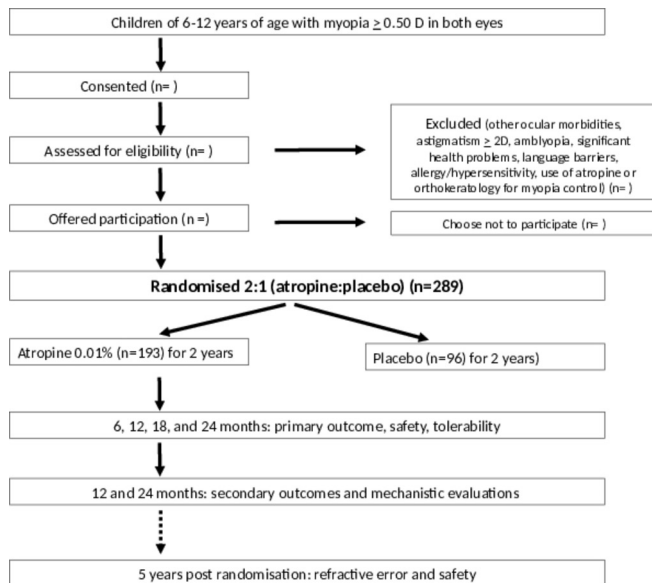 Children of 6-12 years of age with myopia ≥ 0.50 D in both eyes
Consented (n= )
Excluded (other ocular morbidities,
astigmatism ≥ 2D, amblyopia, significant
health problems, language barriers,
allergy/hypersensitivity, use of atropine or
orthokeratology for myopia control) (n= )
Assessed for eligibility (n= )
Offered participation (n =)
Choose not to participate (n= )
Randomised 2:1 (atropine:placebo) (n=289)
Atropine 0.01% (n=193) for 2 years
Placebo (n=96) for 2 years)
6, 12, 18, and 24 months: primary outcome, safety, tolerability
12 and 24 months: secondary outcomes and mechanistic evaluations
5 years post randomisation: refractive error and safety